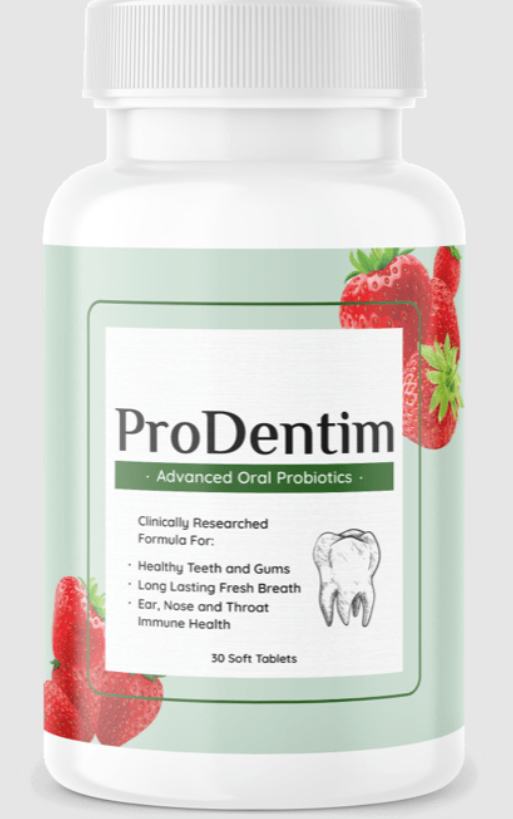 ProDentim
· Advanced Oral Probiotics ·
Clinically Researched
Formula For:
· Healthy Teeth and Gums
· Long Lasting Fresh Breath
· Ear, Nose and Throat
Immune Health
30 Soft Tablets